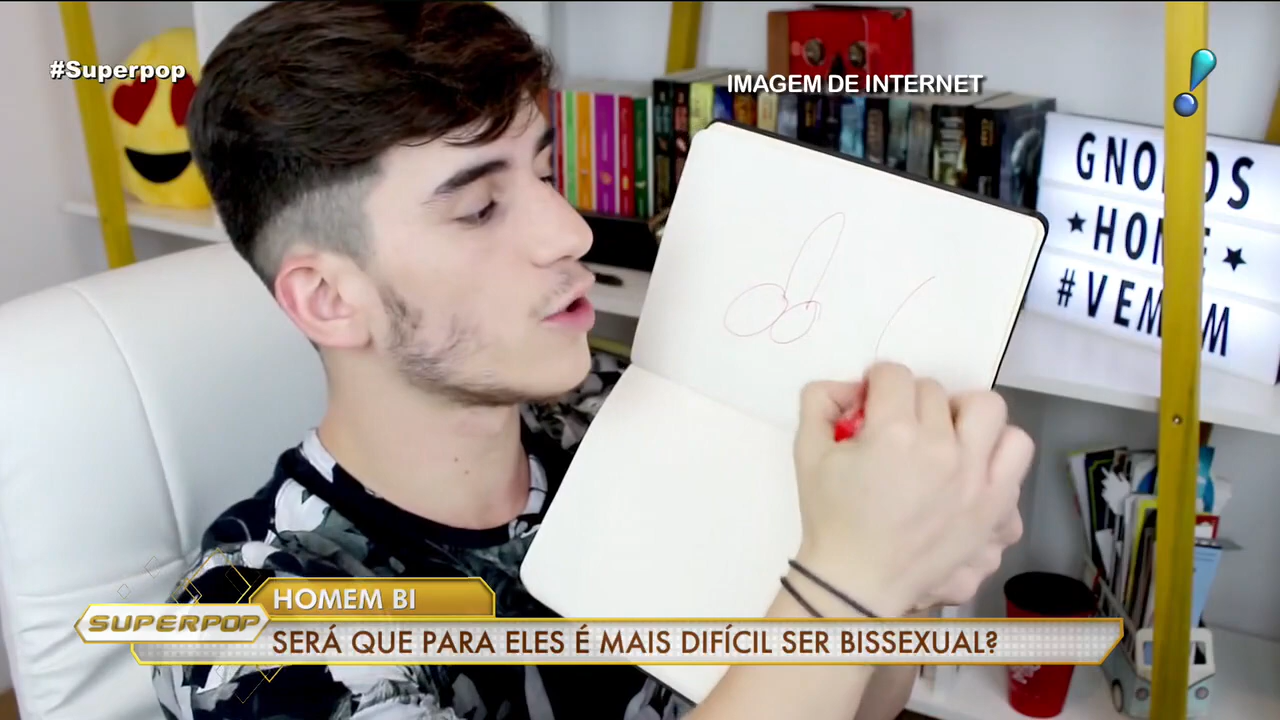 #Superpop
IMAGEM DE INTERNET
HOMEM BI
SUPERPOP
SERÁ QUE PARA ELES É MAIS DIFÍCIL SER BISSEXUAL?